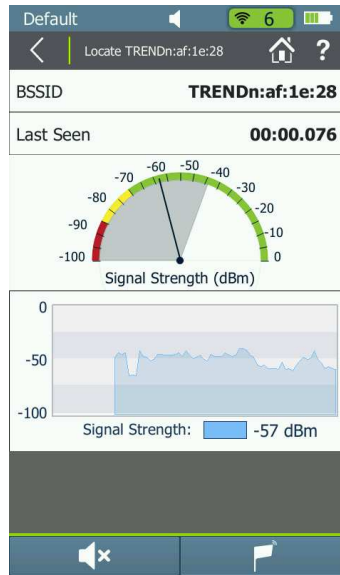 Default 6
Locate TRENDn:af:1e:28 ?
BSSID TRENDn:af:1e:28
Last Seen 00:00.076
-100 -90 -80 -70 -60 -50 -40 -30 -20 -10 0
Signal Strength (dBm)
0
-50
-100
Signal Strength: -57 dBm